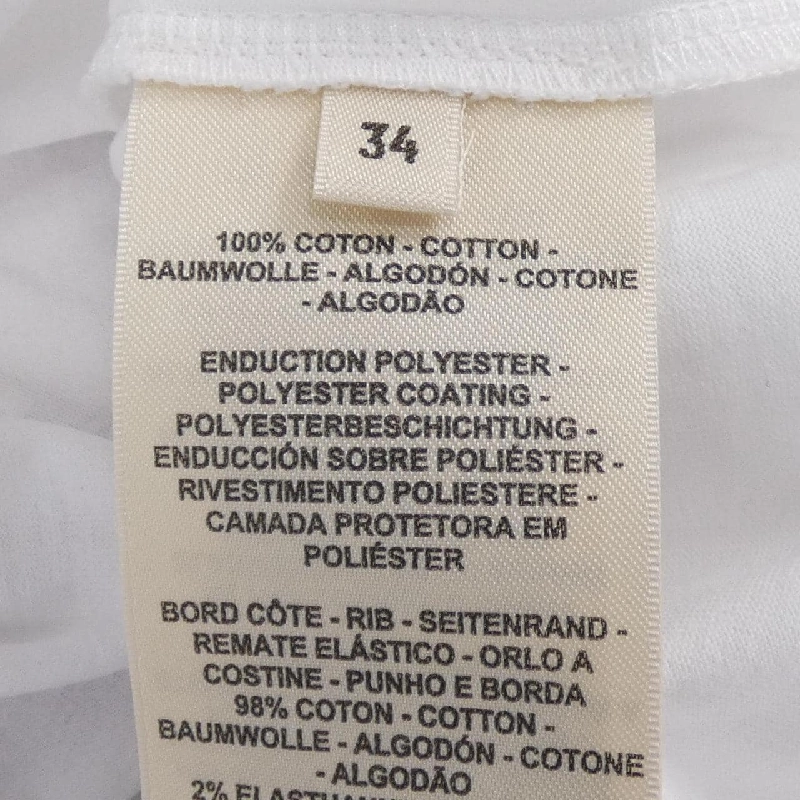 34
100% COTON - COTTON -
BAUMWOLLE - ALGODÓN - COTONE
- ALGODÃO
ENDUCTION POLYESTER -
POLYESTER COATING -
POLYESTERBESCHICHTUNG -
ENDUCCIÓN SOBRE POLIÉSTER -
RIVESTIMENTO POLIESTERE -
CAMADA PROTETORA EM
POLIÉSTER
BORD CÔTE - RIB - SEITENRAND -
REMATE ELÁSTICO - ORLO A
COSTINE - PUNHO E BORDA
98% COTON - COTTON -
BAUMWOLLE - ALGODÓN - COTONE
- ALGODÃO
2%